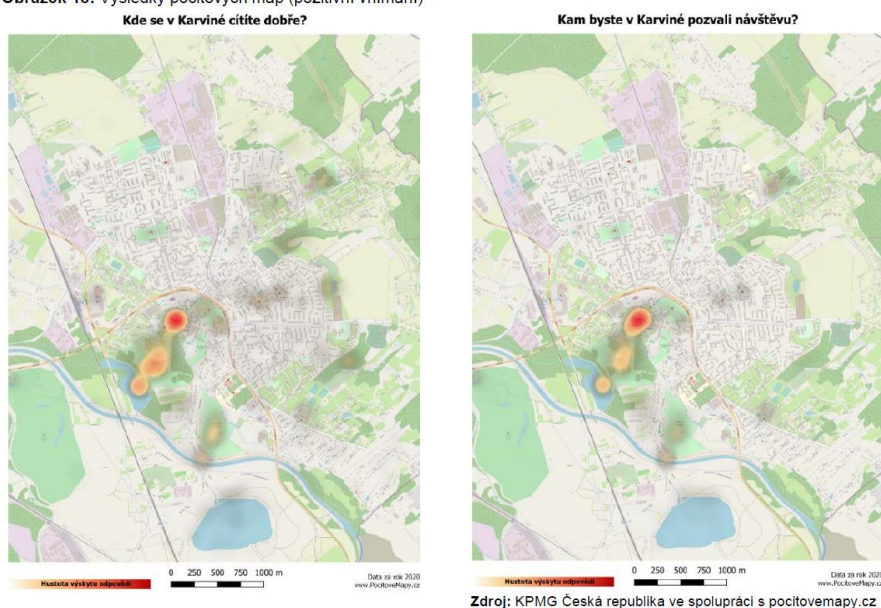 Obrázek 10: Výsledky pocitových map (pozitivní vnímání)
Kde se v Karviné cítíte dobře?
Kam byste v Karviné pozvali návštěvu?
Hustota výskytu odpovědí
0 250 500 750 1000 m
Data za rok 2020
www.PocitoveMapy.cz
Hustota výskytu odpovědí
0 250 500 750 1000 m
Data za rok 2020
www.PocitoveMapy.cz
Zdroj: KPMG Česká republika ve spolupráci s pocitovemapy.cz